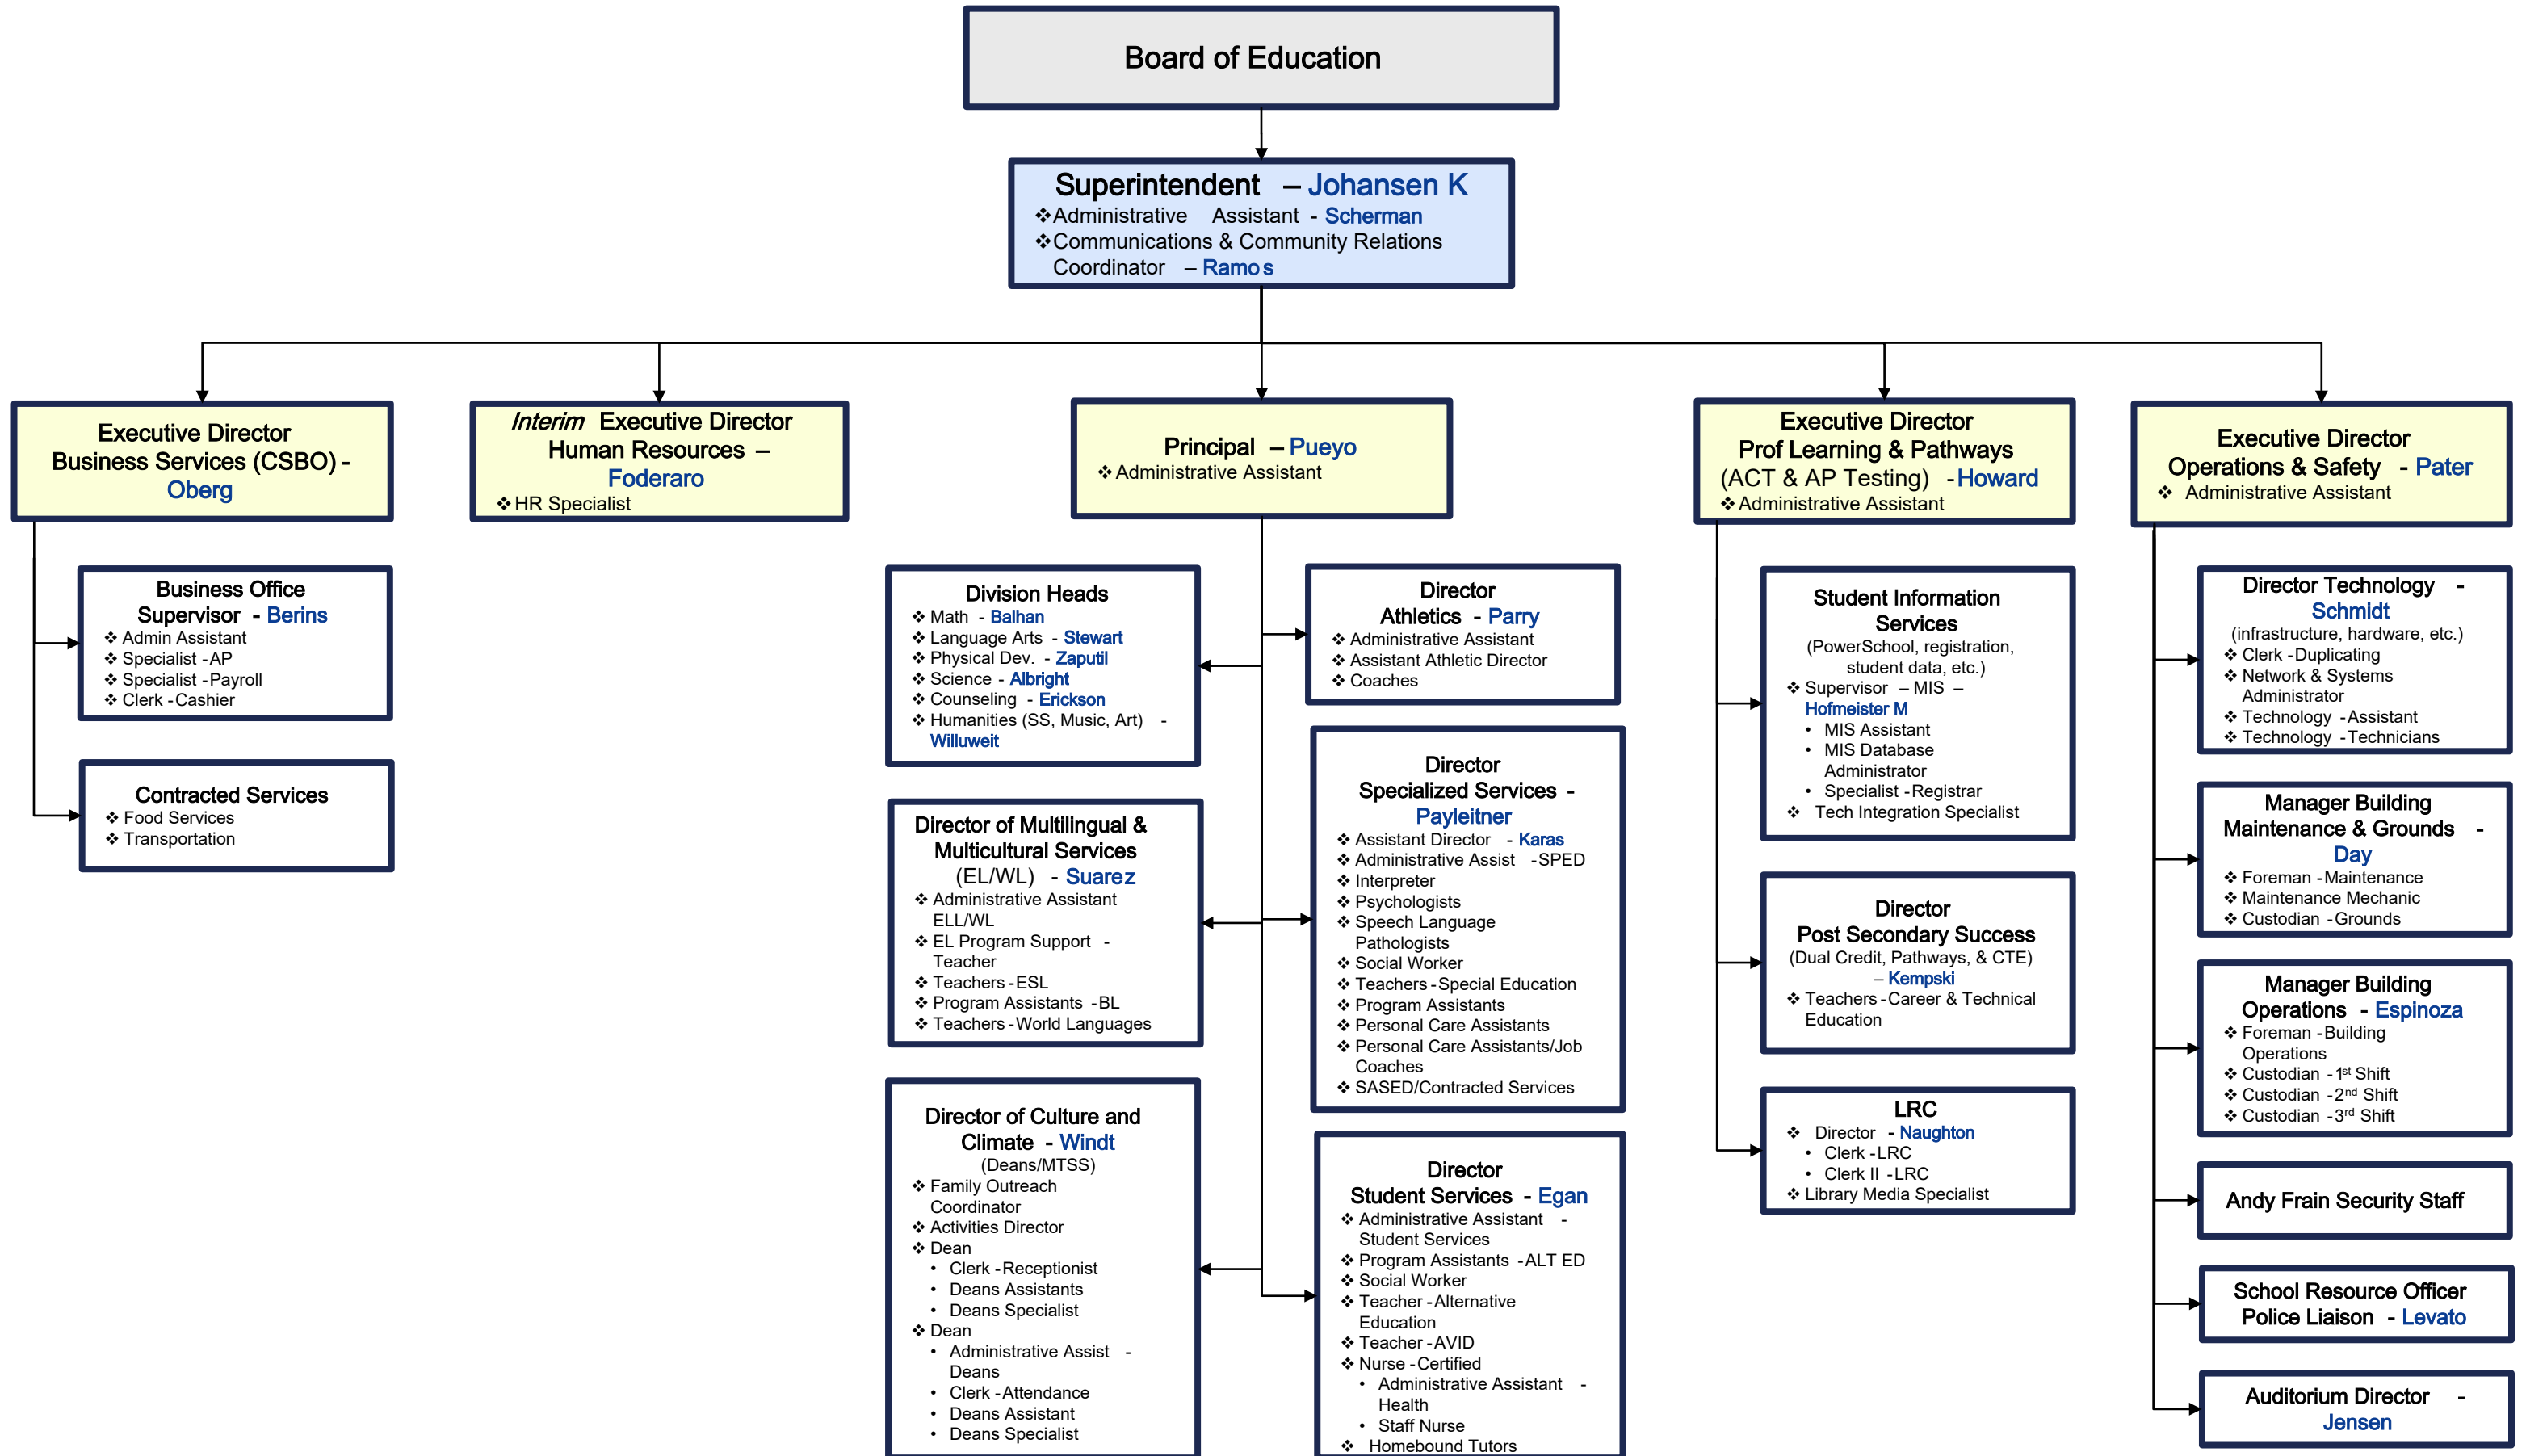 Board of Education
Superintendent – Johansen K
❖Administrative Assistant - Scherman
❖Communications & Community Relations
Coordinator – Ramos
Executive Director
Business Services (CSBO) -
Oberg
Interim Executive Director
Human Resources –
Foderaro
❖ HR Specialist
Principal – Pueyo
❖ Administrative Assistant
Executive Director
Prof Learning & Pathways
(ACT & AP Testing) - Howard
❖ Administrative Assistant
Executive Director
Operations & Safety - Pater
❖ Administrative Assistant
Business Office
Supervisor - Berins
❖ Admin Assistant
❖ Specialist - AP
❖ Specialist - Payroll
❖ Clerk - Cashier
Contracted Services
❖ Food Services
❖ Transportation
Division Heads
❖ Math - Balhan
❖ Language Arts - Stewart
❖ Physical Dev. - Zaputil
❖ Science - Albright
❖ Counseling - Erickson
❖ Humanities (SS, Music, Art) -
Willuweit
Director of Multilingual &
Multicultural Services
(EL/WL) - Suarez
❖ Administrative Assistant
ELL/WL
❖ EL Program Support -
Teacher
❖ Teachers - ESL
❖ Program Assistants - BL
❖ Teachers - World Languages
Director of Culture and
Climate - Windt
(Deans/MTSS)
❖ Family Outreach
Coordinator
❖ Activities Director
❖ Dean
• Clerk - Receptionist
• Deans Assistants
• Deans Specialist
❖ Dean
• Administrative Assist -
Deans
• Clerk - Attendance
• Deans Assistant
• Deans Specialist
Director
Athletics - Parry
❖ Administrative Assistant
❖ Assistant Athletic Director
❖ Coaches
Director
Specialized Services -
Payleitner
❖ Assistant Director - Karas
❖ Administrative Assist - SPED
❖ Interpreter
❖ Psychologists
❖ Speech Language
Pathologists
❖ Social Worker
❖ Teachers - Special Education
❖ Program Assistants
❖ Personal Care Assistants
❖ Personal Care Assistants/Job
Coaches
❖ SASED/Contracted Services
Director
Student Services - Egan
❖ Administrative Assistant -
Student Services
❖ Program Assistants - ALT ED
❖ Social Worker
❖ Teacher - Alternative
Education
❖ Teacher - AVID
❖ Nurse - Certified
• Administrative Assistant -
Health
• Staff Nurse
❖ Homebound Tutors
Student Information
Services
(PowerSchool, registration,
student data, etc.)
❖ Supervisor – MIS –
Hofmeister M
• MIS Assistant
• MIS Database
Administrator
• Specialist - Registrar
❖ Tech Integration Specialist
Director
Post Secondary Success
(Dual Credit, Pathways, & CTE)
– Kempski
❖ Teachers - Career & Technical
Education
LRC
❖ Director - Naughton
• Clerk - LRC
• Clerk II - LRC
❖ Library Media Specialist
Director Technology -
Schmidt
(infrastructure, hardware, etc.)
❖ Clerk - Duplicating
❖ Network & Systems
Administrator
❖ Technology - Assistant
❖ Technology - Technicians
Manager Building
Maintenance & Grounds -
Day
❖ Foreman - Maintenance
❖ Maintenance Mechanic
❖ Custodian - Grounds
Manager Building
Operations - Espinoza
❖ Foreman - Building
Operations
❖ Custodian - 1st Shift
❖ Custodian - 2nd Shift
❖ Custodian - 3rd Shift
Andy Frain Security Staff
School Resource Officer
Police Liaison - Levato
Auditorium Director -
Jensen